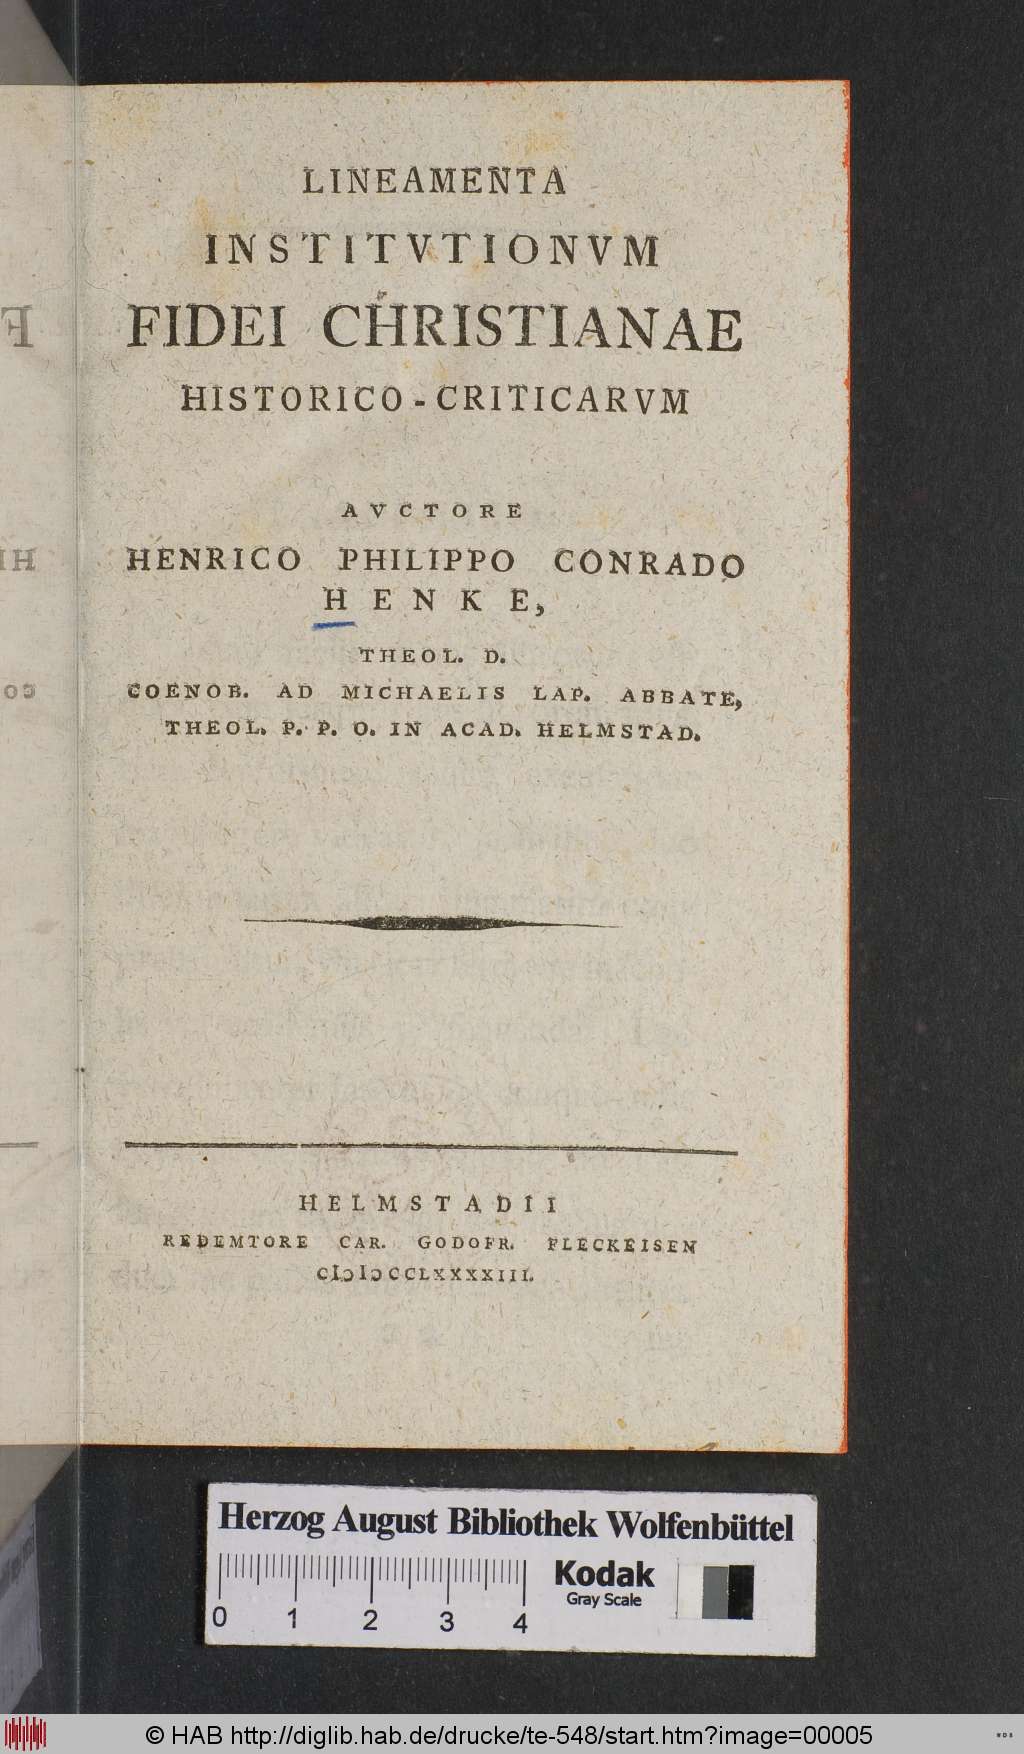 LINEAMENTA
INSTITVTIONVM
FIDEI CHRISTIANAE
HISTORICO-CRITICARVM
AVCTORE
HENRICO PHILIPPO CONRADO
HENKE,
THEOL. D.
COENOB. AD MICHAELIS LAP. ABBATE,
THEOL. P. P. O. IN ACAD. HELMSTAD.
HELMSTADII
REDEMTORE CAR. GODOFR. FLECKEISEN
CIƆIƆCCLXXXXIII.
Herzog August Bibliothek Wolfenbüttel
0 1 2 3 4
Kodak
Gray Scale
© HAB http://diglib.hab.de/drucke/te-548/start.htm?image=00005